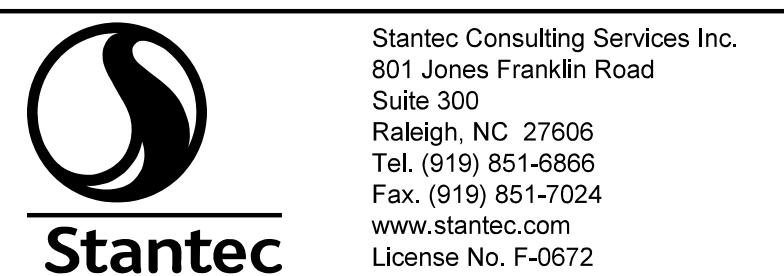 Stantec
Stantec Consulting Services Inc.
801 Jones Franklin Road
Suite 300
Raleigh, NC  27606
Tel. (919) 851-6866
Fax. (919) 851-7024
www.stantec.com
License No. F-0672